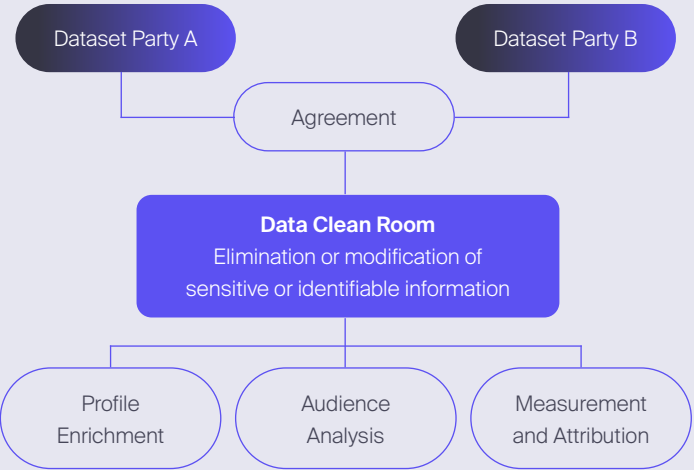 Dataset Party A
Dataset Party B
Agreement
Data Clean Room
Elimination or modification of
sensitive or identifiable information
Profile
Enrichment
Audience
Analysis
Measurement
and Attribution